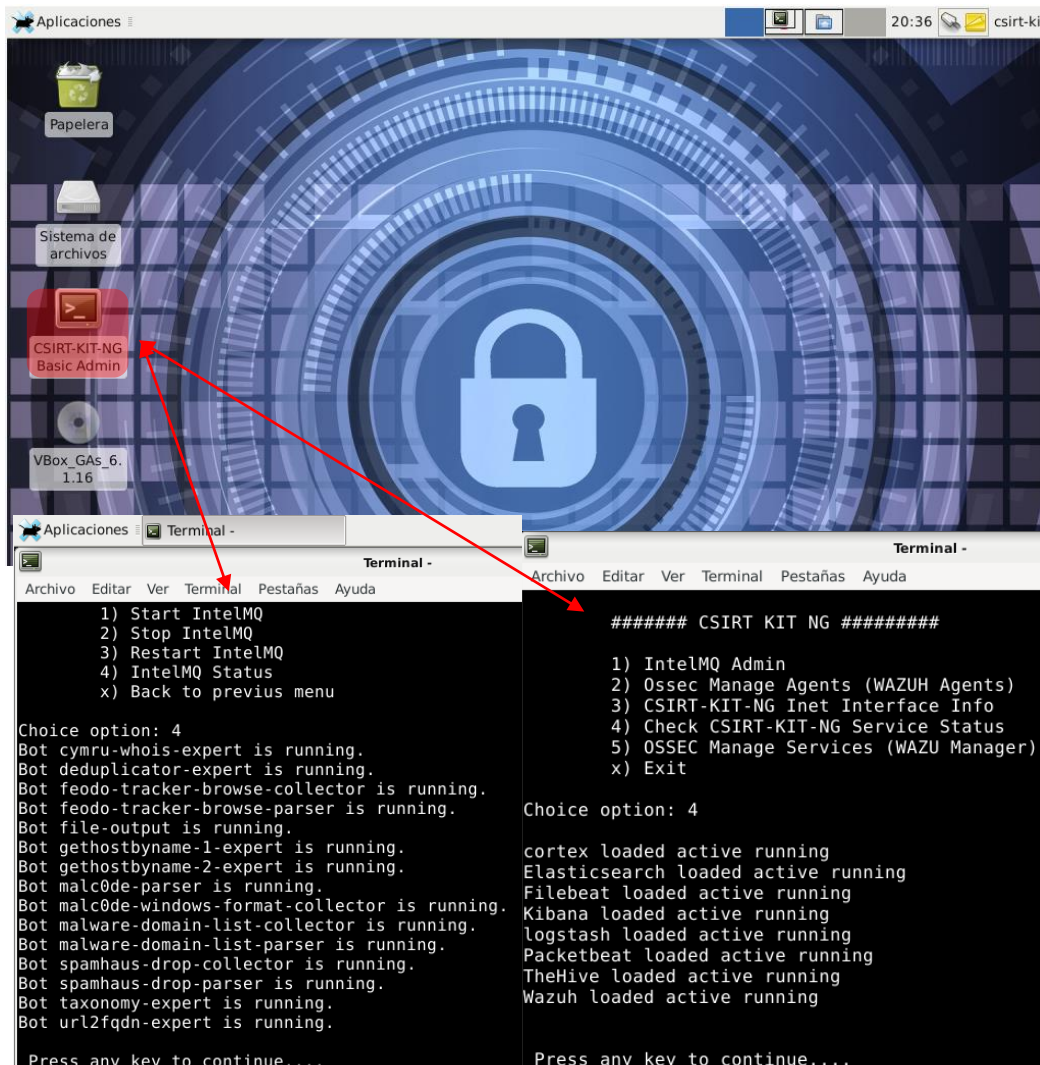 Aplicaciones
20:36
csirt-ki
Papelera
Sistema de
archivos
CSIRT-KIT-NG
Basic Admin
VBox_GAs_6.
1.16
Aplicaciones
Terminal -
Terminal -
Archivo Editar Ver Terminal Pestañas Ayuda
1) Start IntelMQ
2) Stop IntelMQ
3) Restart IntelMQ
4) IntelMQ Status
x) Back to previus menu
Choice option: 4
Bot cymru-whois-expert is running.
Bot deduplicator-expert is running.
Bot feodo-tracker-browse-collector is running.
Bot feodo-tracker-browse-parser is running.
Bot file-output is running.
Bot gethostbyname-1-expert is running.
Bot gethostbyname-2-expert is running.
Bot malc0de-parser is running.
Bot malc0de-windows-format-collector is running.
Bot malware-domain-list-collector is running.
Bot malware-domain-list-parser is running.
Bot spamhaus-drop-collector is running.
Bot spamhaus-drop-parser is running.
Bot taxonomy-expert is running.
Bot url2fqdn-expert is running.
Press any key to continue....
Terminal -
Archivo Editar Ver Terminal Pestañas Ayuda
####### CSIRT KIT NG #########
1) IntelMQ Admin
2) Ossec Manage Agents (WAZUH Agents)
3) CSIRT-KIT-NG Inet Interface Info
4) Check CSIRT-KIT-NG Service Status
5) OSSEC Manage Services (WAZU Manager)
x) Exit
Choice option: 4
cortex loaded active running
Elasticsearch loaded active running
Filebeat loaded active running
Kibana loaded active running
logstash loaded active running
Packetbeat loaded active running
TheHive loaded active running
Wazuh loaded active running
Press any key to continue....